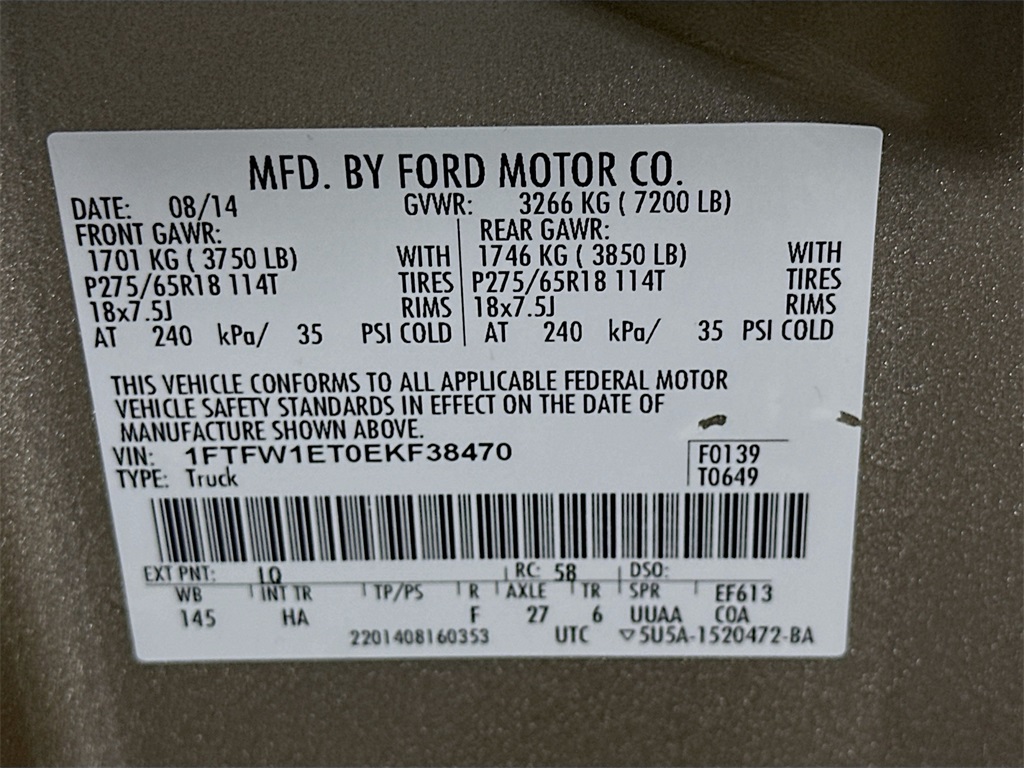 MFD. BY FORD MOTOR CO.
DATE: 08/14 GVWR: 3266 KG ( 7200 LB)
FRONT GAWR: REAR GAWR:
1701 KG ( 3750 LB) WITH 1746 KG ( 3850 LB) WITH
P275/65R18 114T TIRES P275/65R18 114T TIRES
18x7.5J RIMS 18x7.5J RIMS
AT 240 kPa/ 35 PSI COLD AT 240 kPa/ 35 PSI COLD
THIS VEHICLE CONFORMS TO ALL APPLICABLE FEDERAL MOTOR
VEHICLE SAFETY STANDARDS IN EFFECT ON THE DATE OF
MANUFACTURE SHOWN ABOVE.
VIN: 1FTFW1ET0EKF38470 F0139
TYPE: Truck T0649
EXT PNT: LQ RC: 58 DSO:
WB INT TR TP/PS R AXLE TR SPR EF613
145 HA F 27 6 UUAA COA
2201408160353 UTC ▽5U5A-1520472-BA